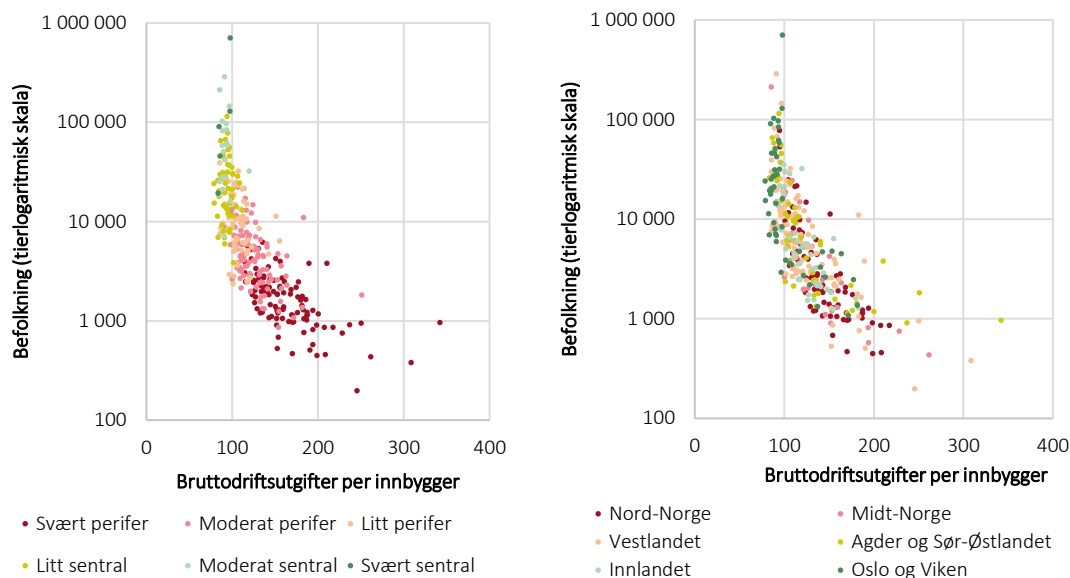 1 000 000
100 000
10 000
1 000
100
Befolkning (tierlogaritmisk skala)
0
100
200
300
400
Bruttodriftsutgifter per innbygger
Svært perifer
Moderat perifer
Litt perifer
Litt sentral
Moderat sentral
Svært sentral
1 000 000
100 000
10 000
1 000
100
Befolkning (tierlogaritmisk skala)
0
100
200
300
400
Bruttodriftsutgifter per innbygger
Nord-Norge
Midt-Norge
Vestlandet
Agder og Sør-Østlandet
Innlandet
Oslo og Viken